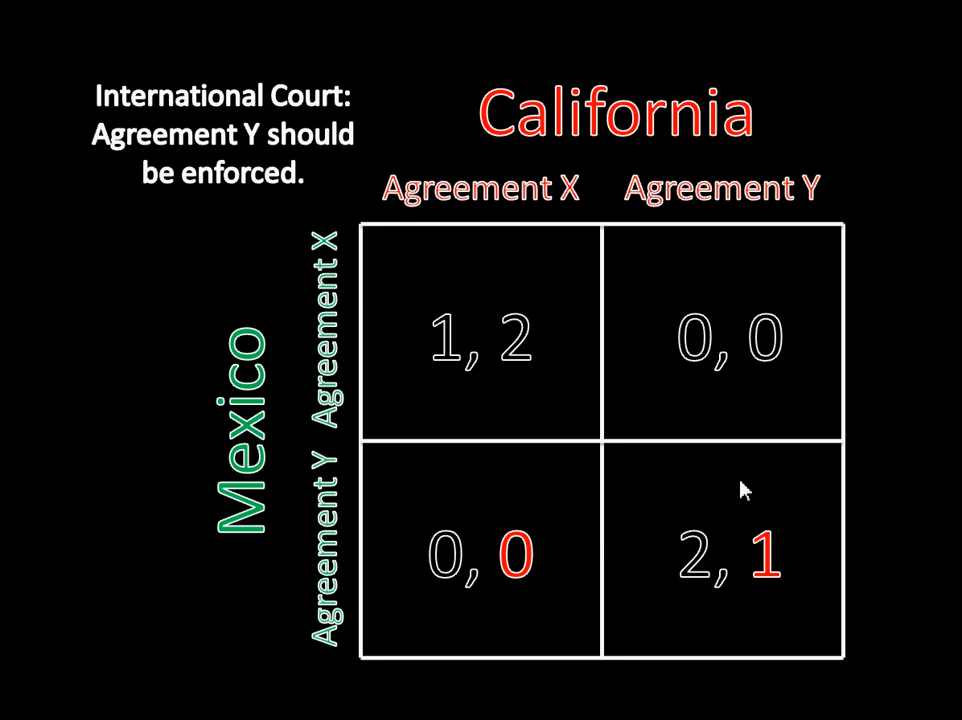 International Court:
Agreement Y should
be enforced.
California
Agreement X Agreement Y
Mexico
Agreement X
1, 2
0, 0
Agreement Y
0, 0
2, 1